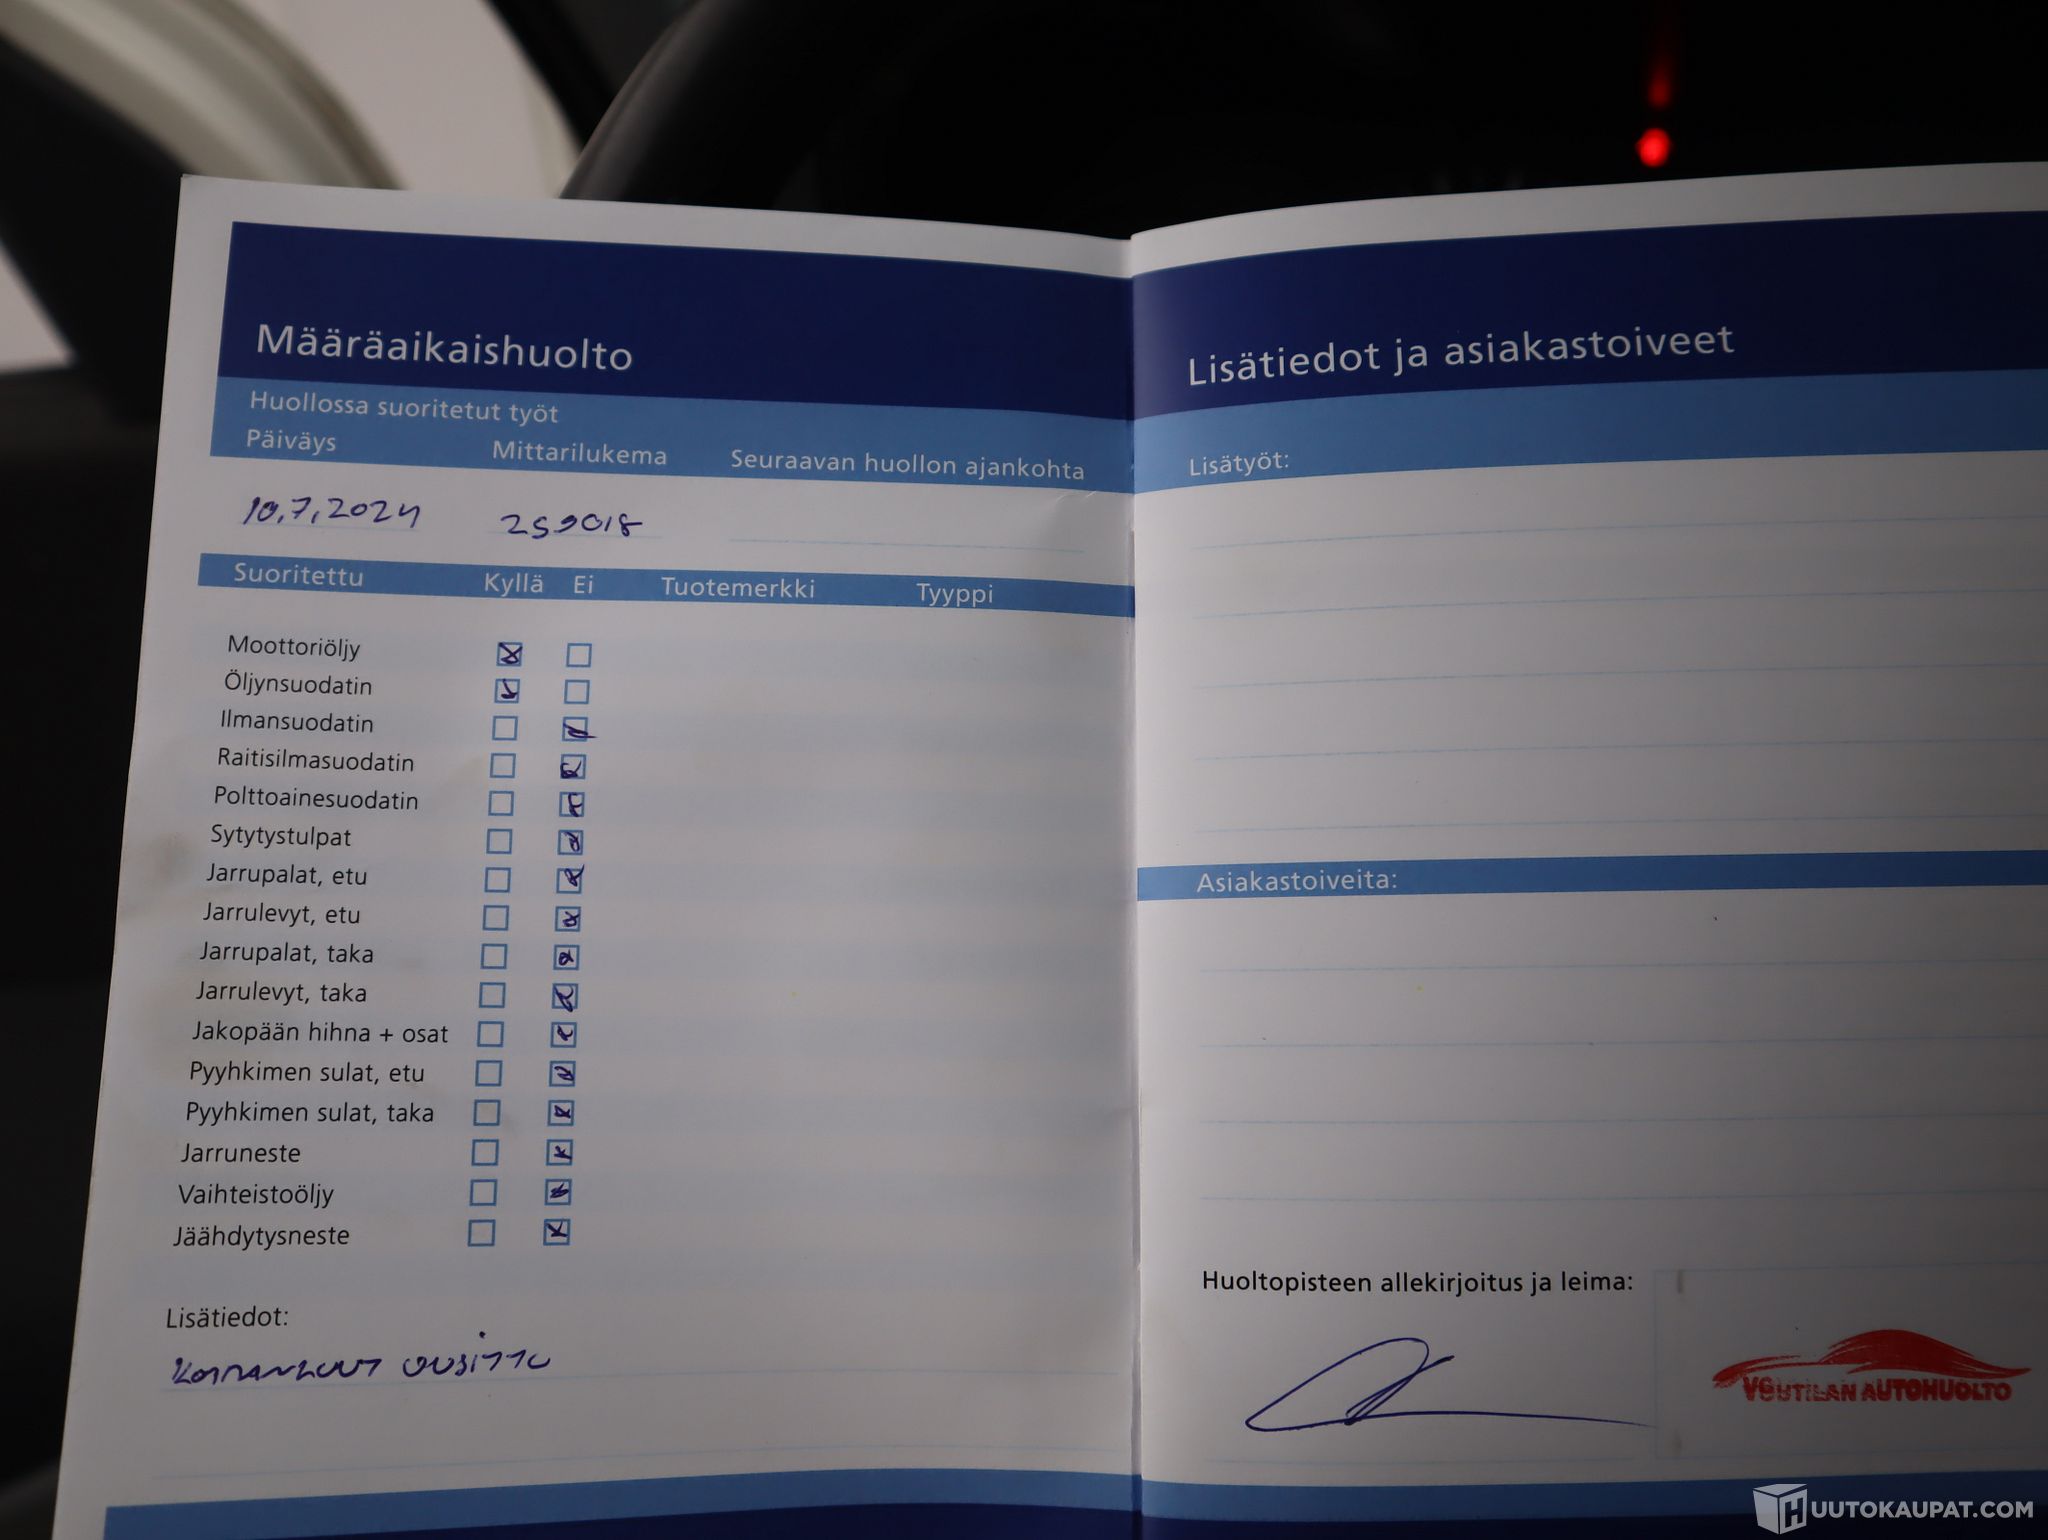 Määräaikaishuolto
Huollossa suoritetut työt
Päiväys Mittarilukema Seuraavan huollon ajankohta
10.7.2024 259018
Suoritettu Kyllä Ei Tuotemerkki Tyyppi
Moottoriöljy
Öljynsuodatin
Ilmansuodatin
Raitisilmasuodatin
Polttoainesuodatin
Sytytystulpat
Jarrupalat, etu
Jarrulevyt, etu
Jarrupalat, taka
Jarrulevyt, taka
Jakopään hihna + osat
Pyyhkimen sulat, etu
Pyyhkimen sulat, taka
Jarruneste
Vaihteistoöljy
Jäähdytysneste
Lisätiedot:
Lisätiedot ja asiakastoiveet
Lisätyöt:
Asiakastoiveita:
Huoltopisteen allekirjoitus ja leima:
VOUTILAN AUTOHUOLTO
HUUTOKAUPAT.COM